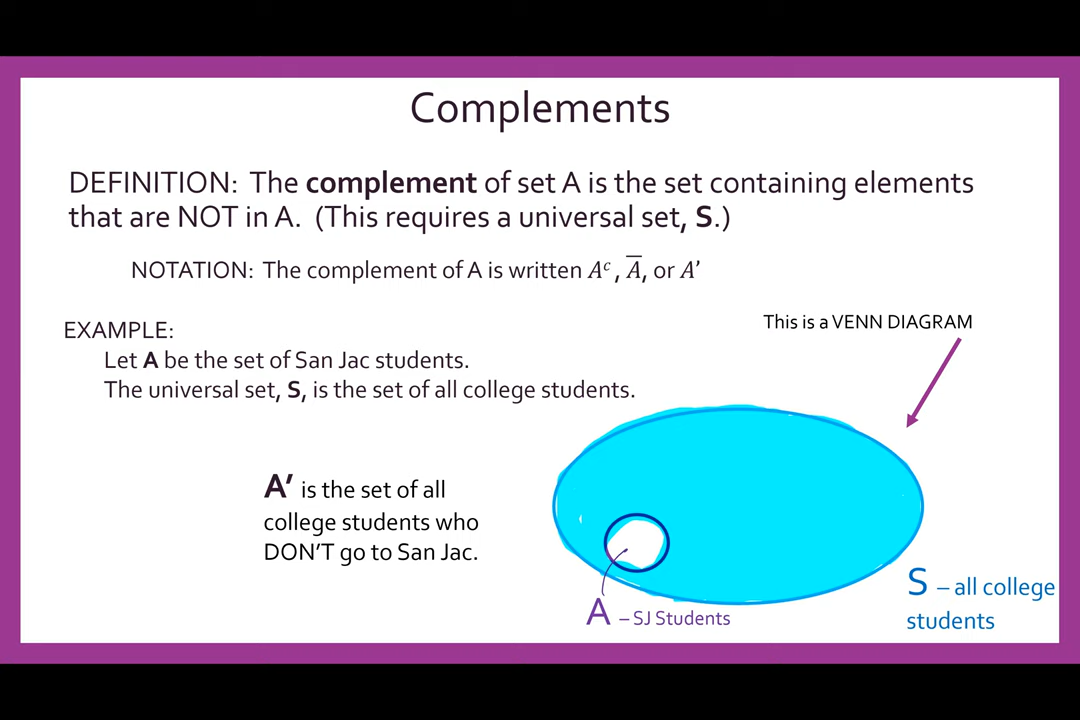 Complements
DEFINITION: The complement of set A is the set containing elements
that are NOT in A. (This requires a universal set, S.)
NOTATION: The complement of A is written Aᶜ, A̅, or A'
EXAMPLE:
Let A be the set of San Jac students.
The universal set, S, is the set of all college students.
This is a VENN DIAGRAM
A' is the set of all
college students who
DON'T go to San Jac.
A – SJ Students
S – all college
students